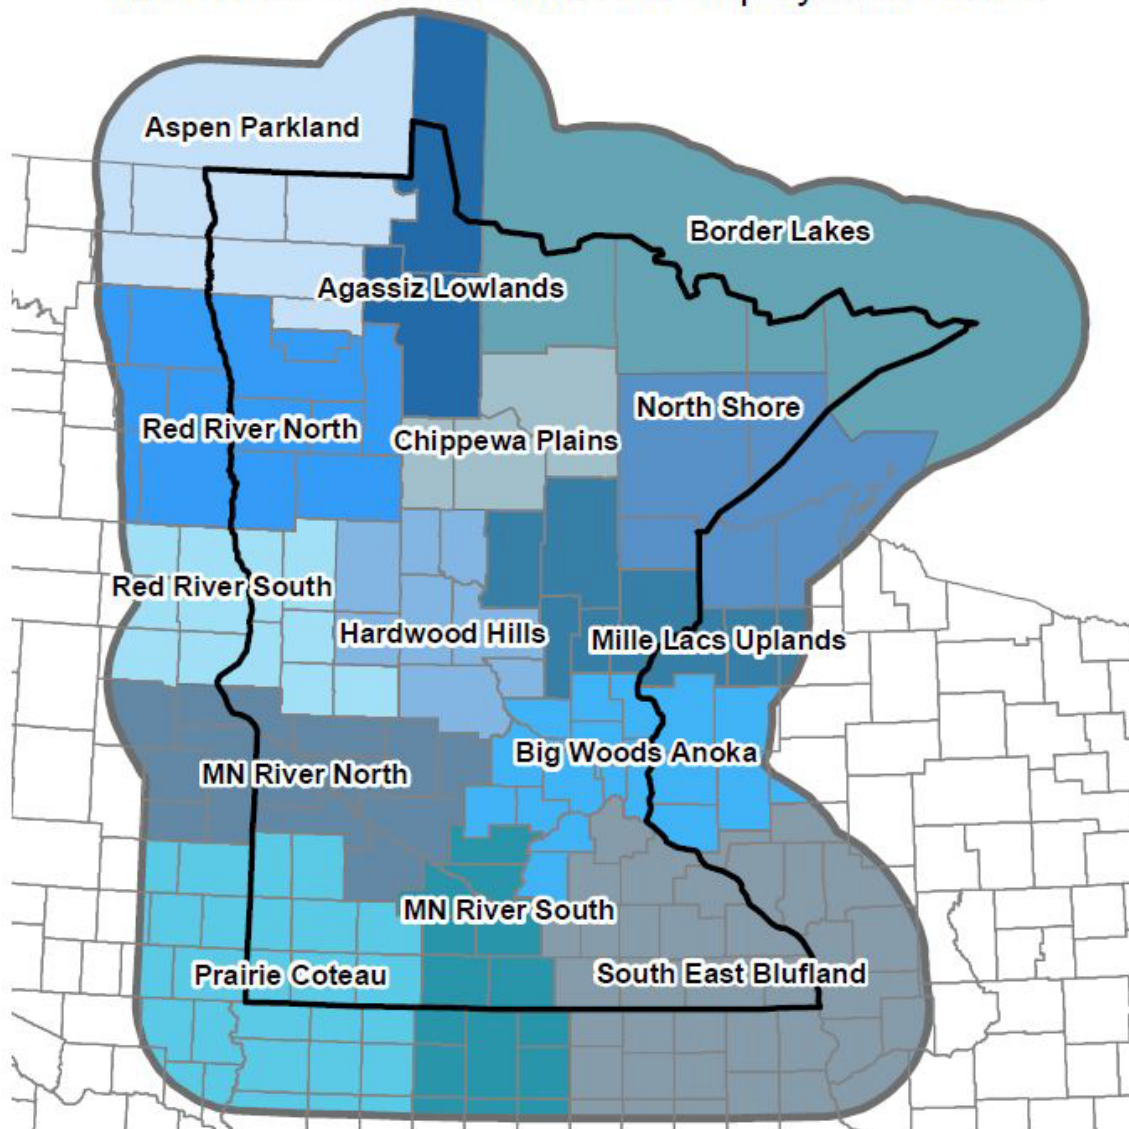 Aspen Parkland
Border Lakes
Agassiz Lowlands
North Shore
Red River North
Chippewa Plains
Red River South
Hardwood Hills
Mille Lacs Uplands
Big Woods Anoka
MN River North
MN River South
Prairie Coteau
South East Blufland